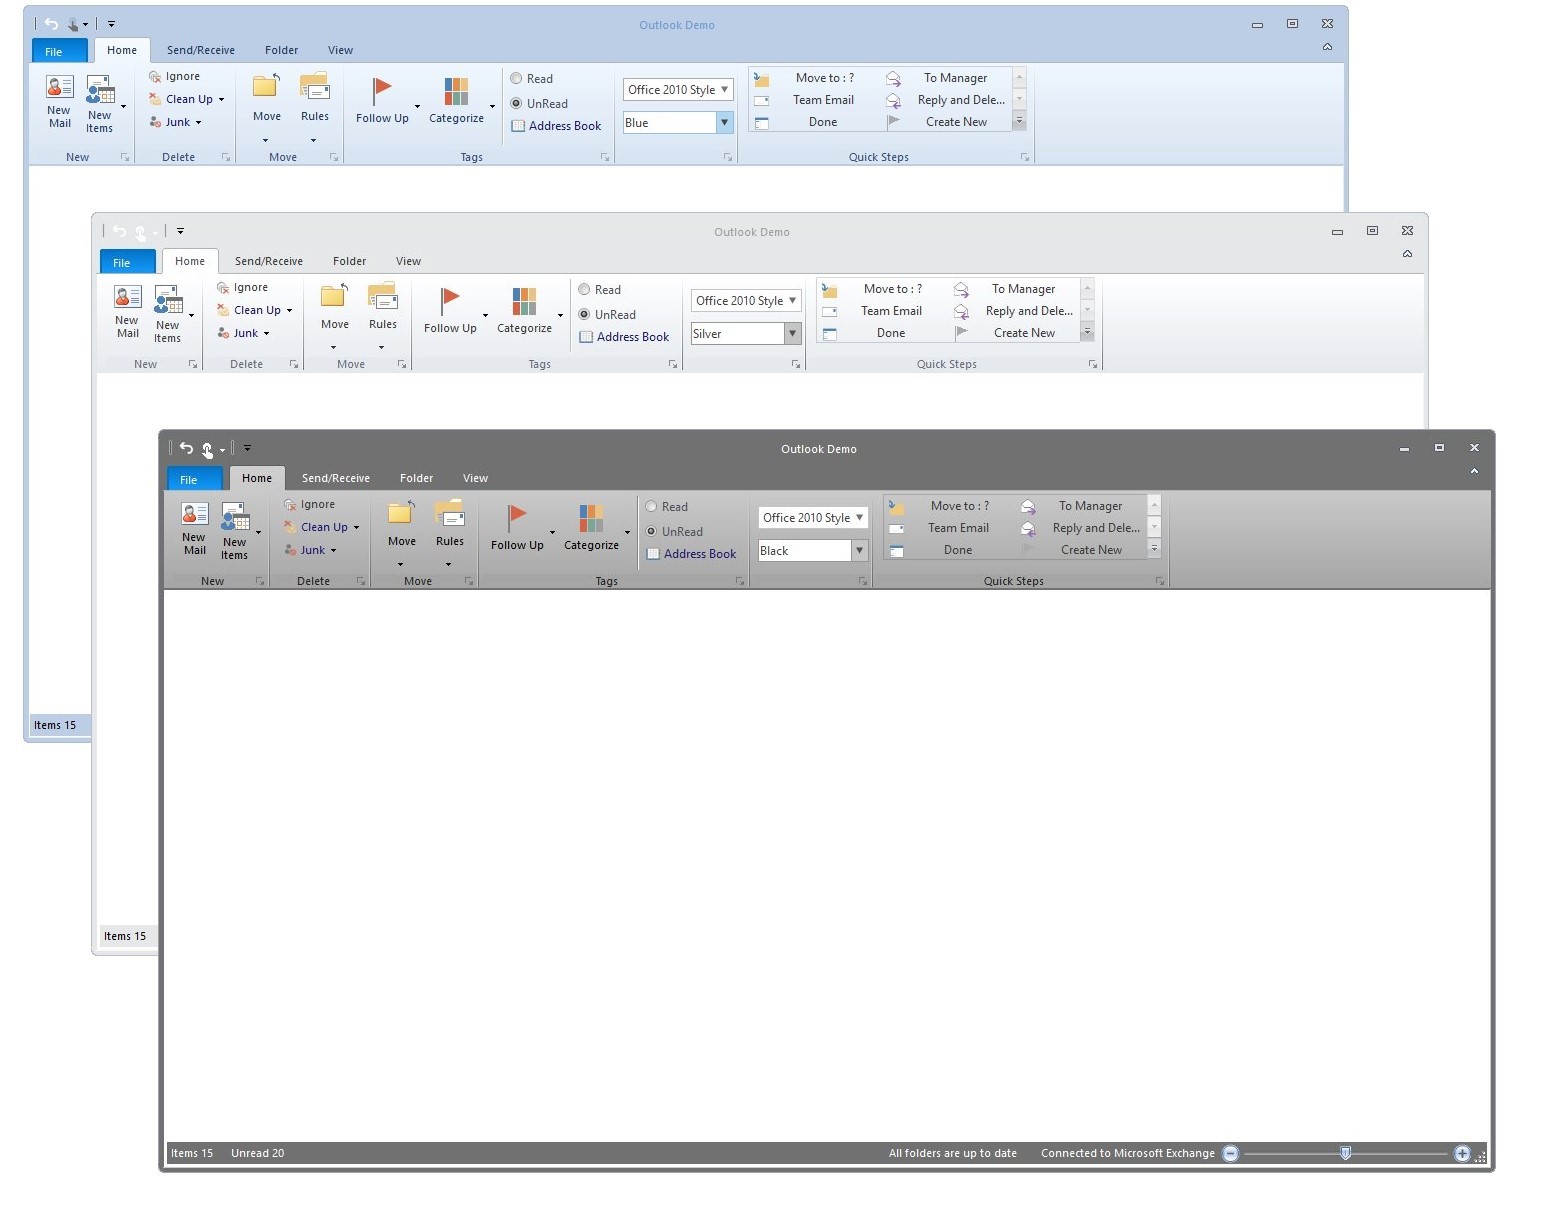 Outlook Demo
File Home Send/Receive Folder View
Ignore Read Move to : ? To Manager
Office 2010 Style
Clean Up UnRead Team Email Reply and Dele...
New Mail New Items Move Rules Follow Up Categorize
Junk Address Book Blue Done Create New
New Delete Move Tags Quick Steps
Outlook Demo
File Home Send/Receive Folder View
Ignore Read Move to : ? To Manager
Office 2010 Style
Clean Up UnRead Team Email Reply and Dele...
New Mail New Items Move Rules Follow Up Categorize
Junk Address Book Silver Done Create New
New Delete Move Tags Quick Steps
Outlook Demo
File Home Send/Receive Folder View
Ignore Read Move to : ? To Manager
Office 2010 Style
Clean Up UnRead Team Email Reply and Dele...
New Mail New Items Move Rules Follow Up Categorize
Junk Address Book Black Done Create New
New Delete Move Tags Quick Steps
Items 15
Items 15
Items 15 Unread 20 All folders are up to date Connected to Microsoft Exchange